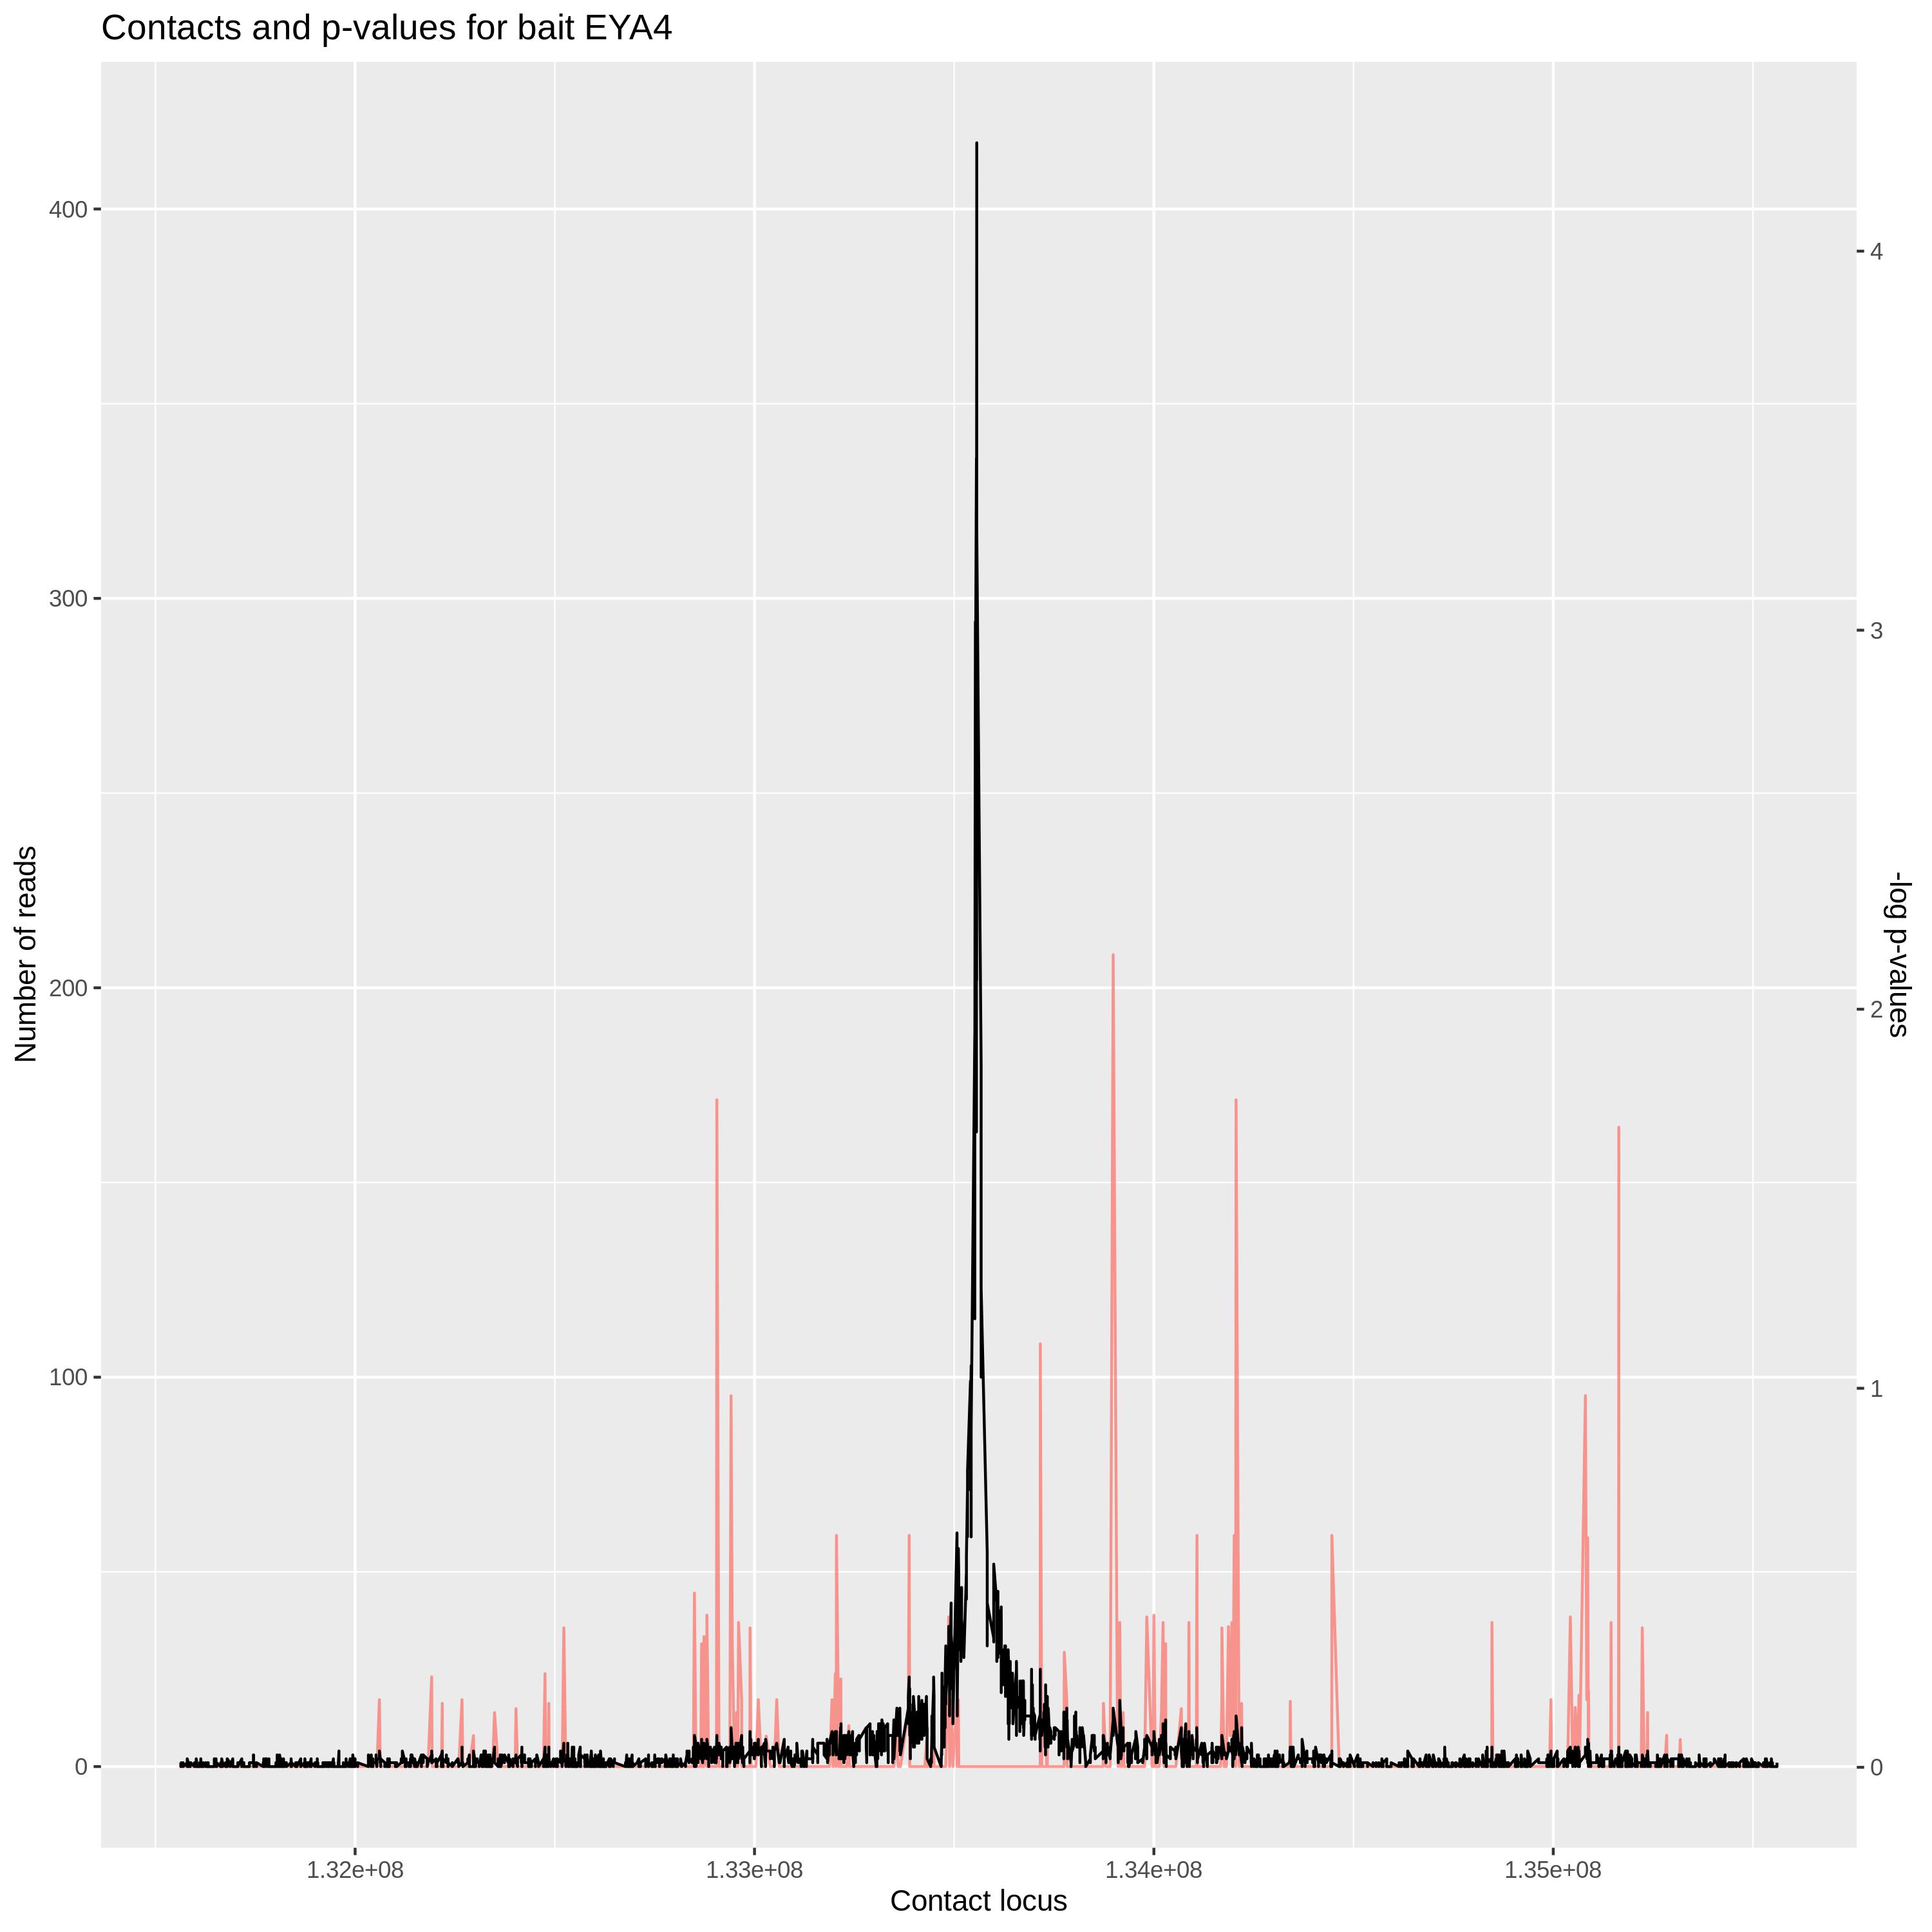 Contacts and p-values for bait EYA4
Number of reads
400
300
200
100
0
4
3
2
1
0
-log p-values
1.32e+08
1.33e+08
1.34e+08
1.35e+08
Contact locus